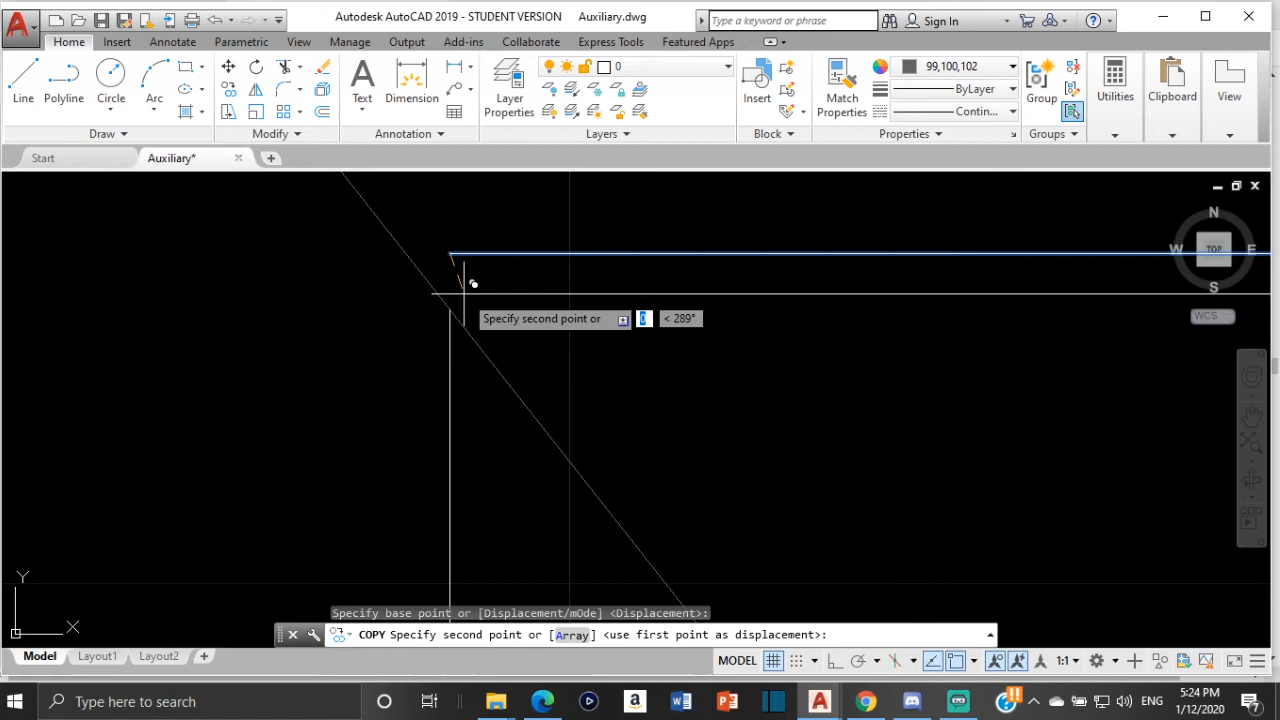 Autodesk AutoCAD 2019 - STUDENT VERSION Auxiliary.dwg
Type a keyword or phrase
Sign In
Home Insert Annotate Parametric View Manage Output Add-ins Collaborate Express Tools Featured Apps
Line Polyline Circle Arc
Text Dimension
Layer Properties
0
Insert
Match Properties
99,100,102
ByLayer
Contin...
Group
Utilities
Clipboard
View
Draw Modify Annotation Layers Block Properties Groups
Start
Auxiliary*
N
W TOP E
S
WCS
Specify second point or 0 < 289°
Y
X
Specify base point or [Displacement/mOde] <Displacement>:
COPY Specify second point or [Array] <use first point as displacement>:
Model Layout1 Layout2
MODEL 1:1
Type here to search
ENG
5:24 PM
1/12/2020
7